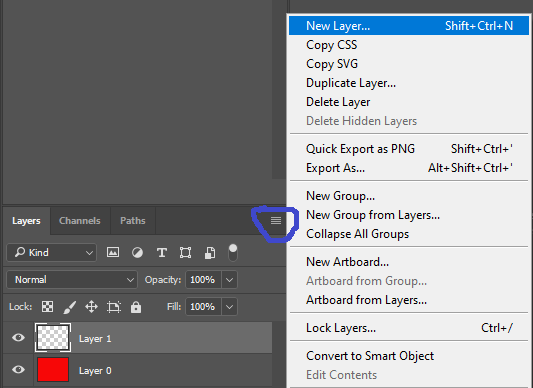 New Layer... Shift+Ctrl+N
Copy CSS
Copy SVG
Duplicate Layer...
Delete Layer
Delete Hidden Layers
Quick Export as PNG Shift+Ctrl+'
Export As... Alt+Shift+Ctrl+'
New Group...
New Group from Layers...
Collapse All Groups
New Artboard...
Artboard from Group...
Artboard from Layers...
Lock Layers... Ctrl+/
Convert to Smart Object
Edit Contents
Layers Channels Paths
Kind
Normal Opacity: 100%
Lock: Fill: 100%
Layer 1
Layer 0